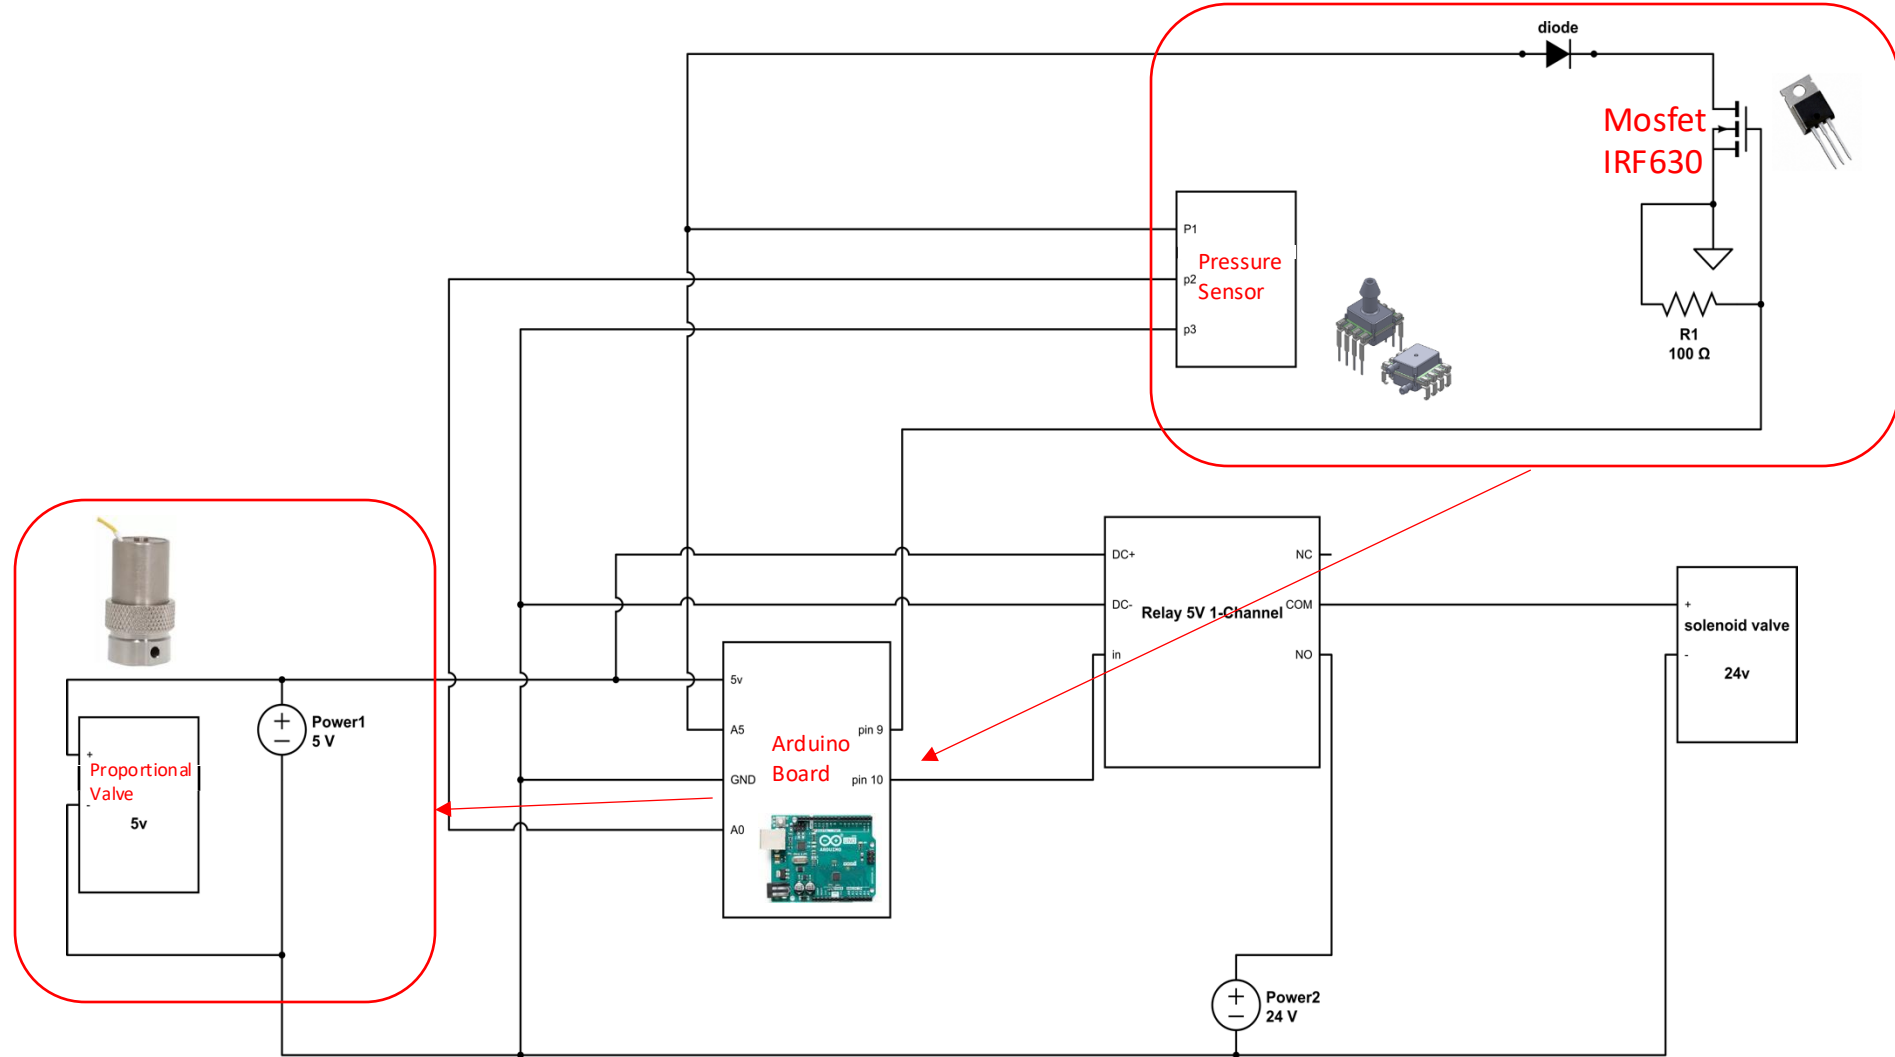 diode
Mosfet
IRF630
P1
Pressure
p2
Sensor
p3
R1
100 Ω
DC+
NC
DC-
Relay 5V 1-Channel
COM
in
NO
+
solenoid valve
-
24v
5v
Power1
5 V
A5
pin 9
Arduino
Board
GND
pin 10
A0
+
Proportional
Valve
-
5v
ARDUINO
Power2
24 V